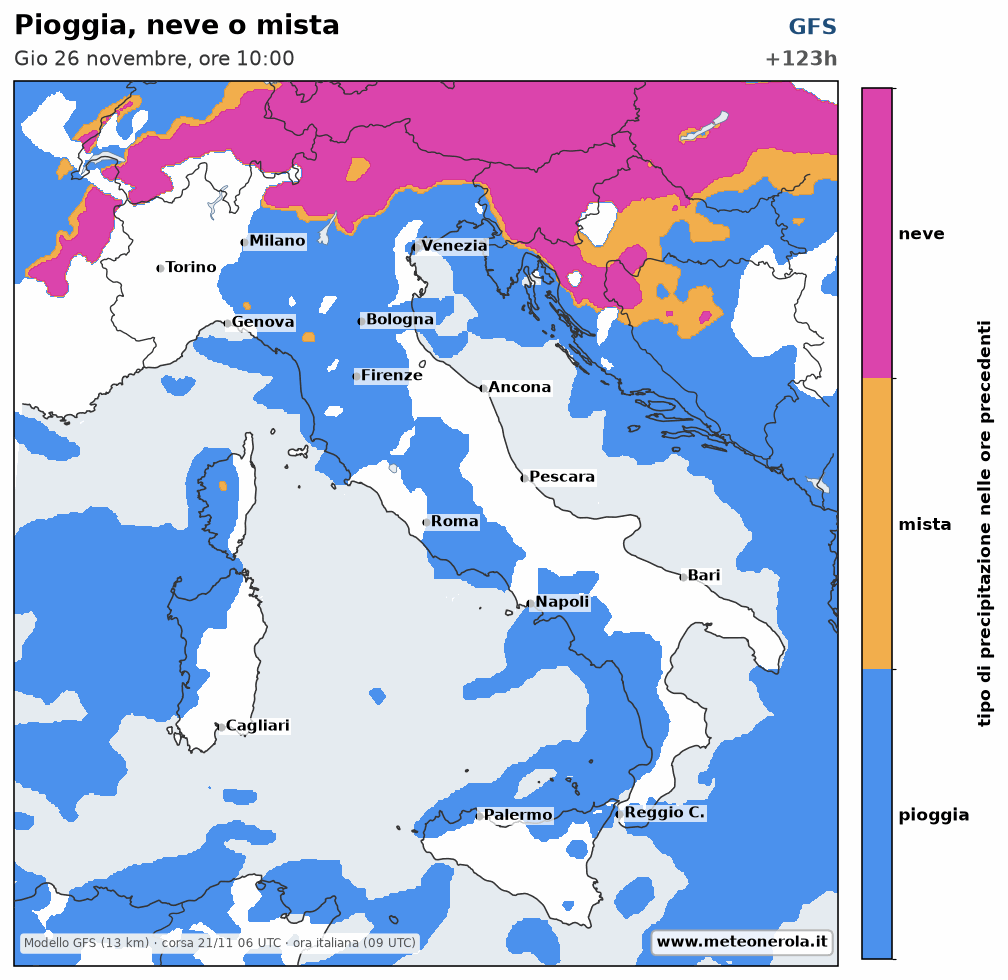 Pioggia, neve o mista
GFS
Gio 26 novembre, ore 10:00
+123h
neve
Milano
Venezia
Torino
Genova
Bologna
Firenze
Ancona
tipo di precipitazione nelle ore precedenti
Pescara
Roma
mista
Bari
Napoli
Cagliari
Palermo
Reggio C.
pioggia
Modello GFS (13 km) · corsa 21/11 06 UTC · ora italiana (09 UTC)
www.meteonerola.it